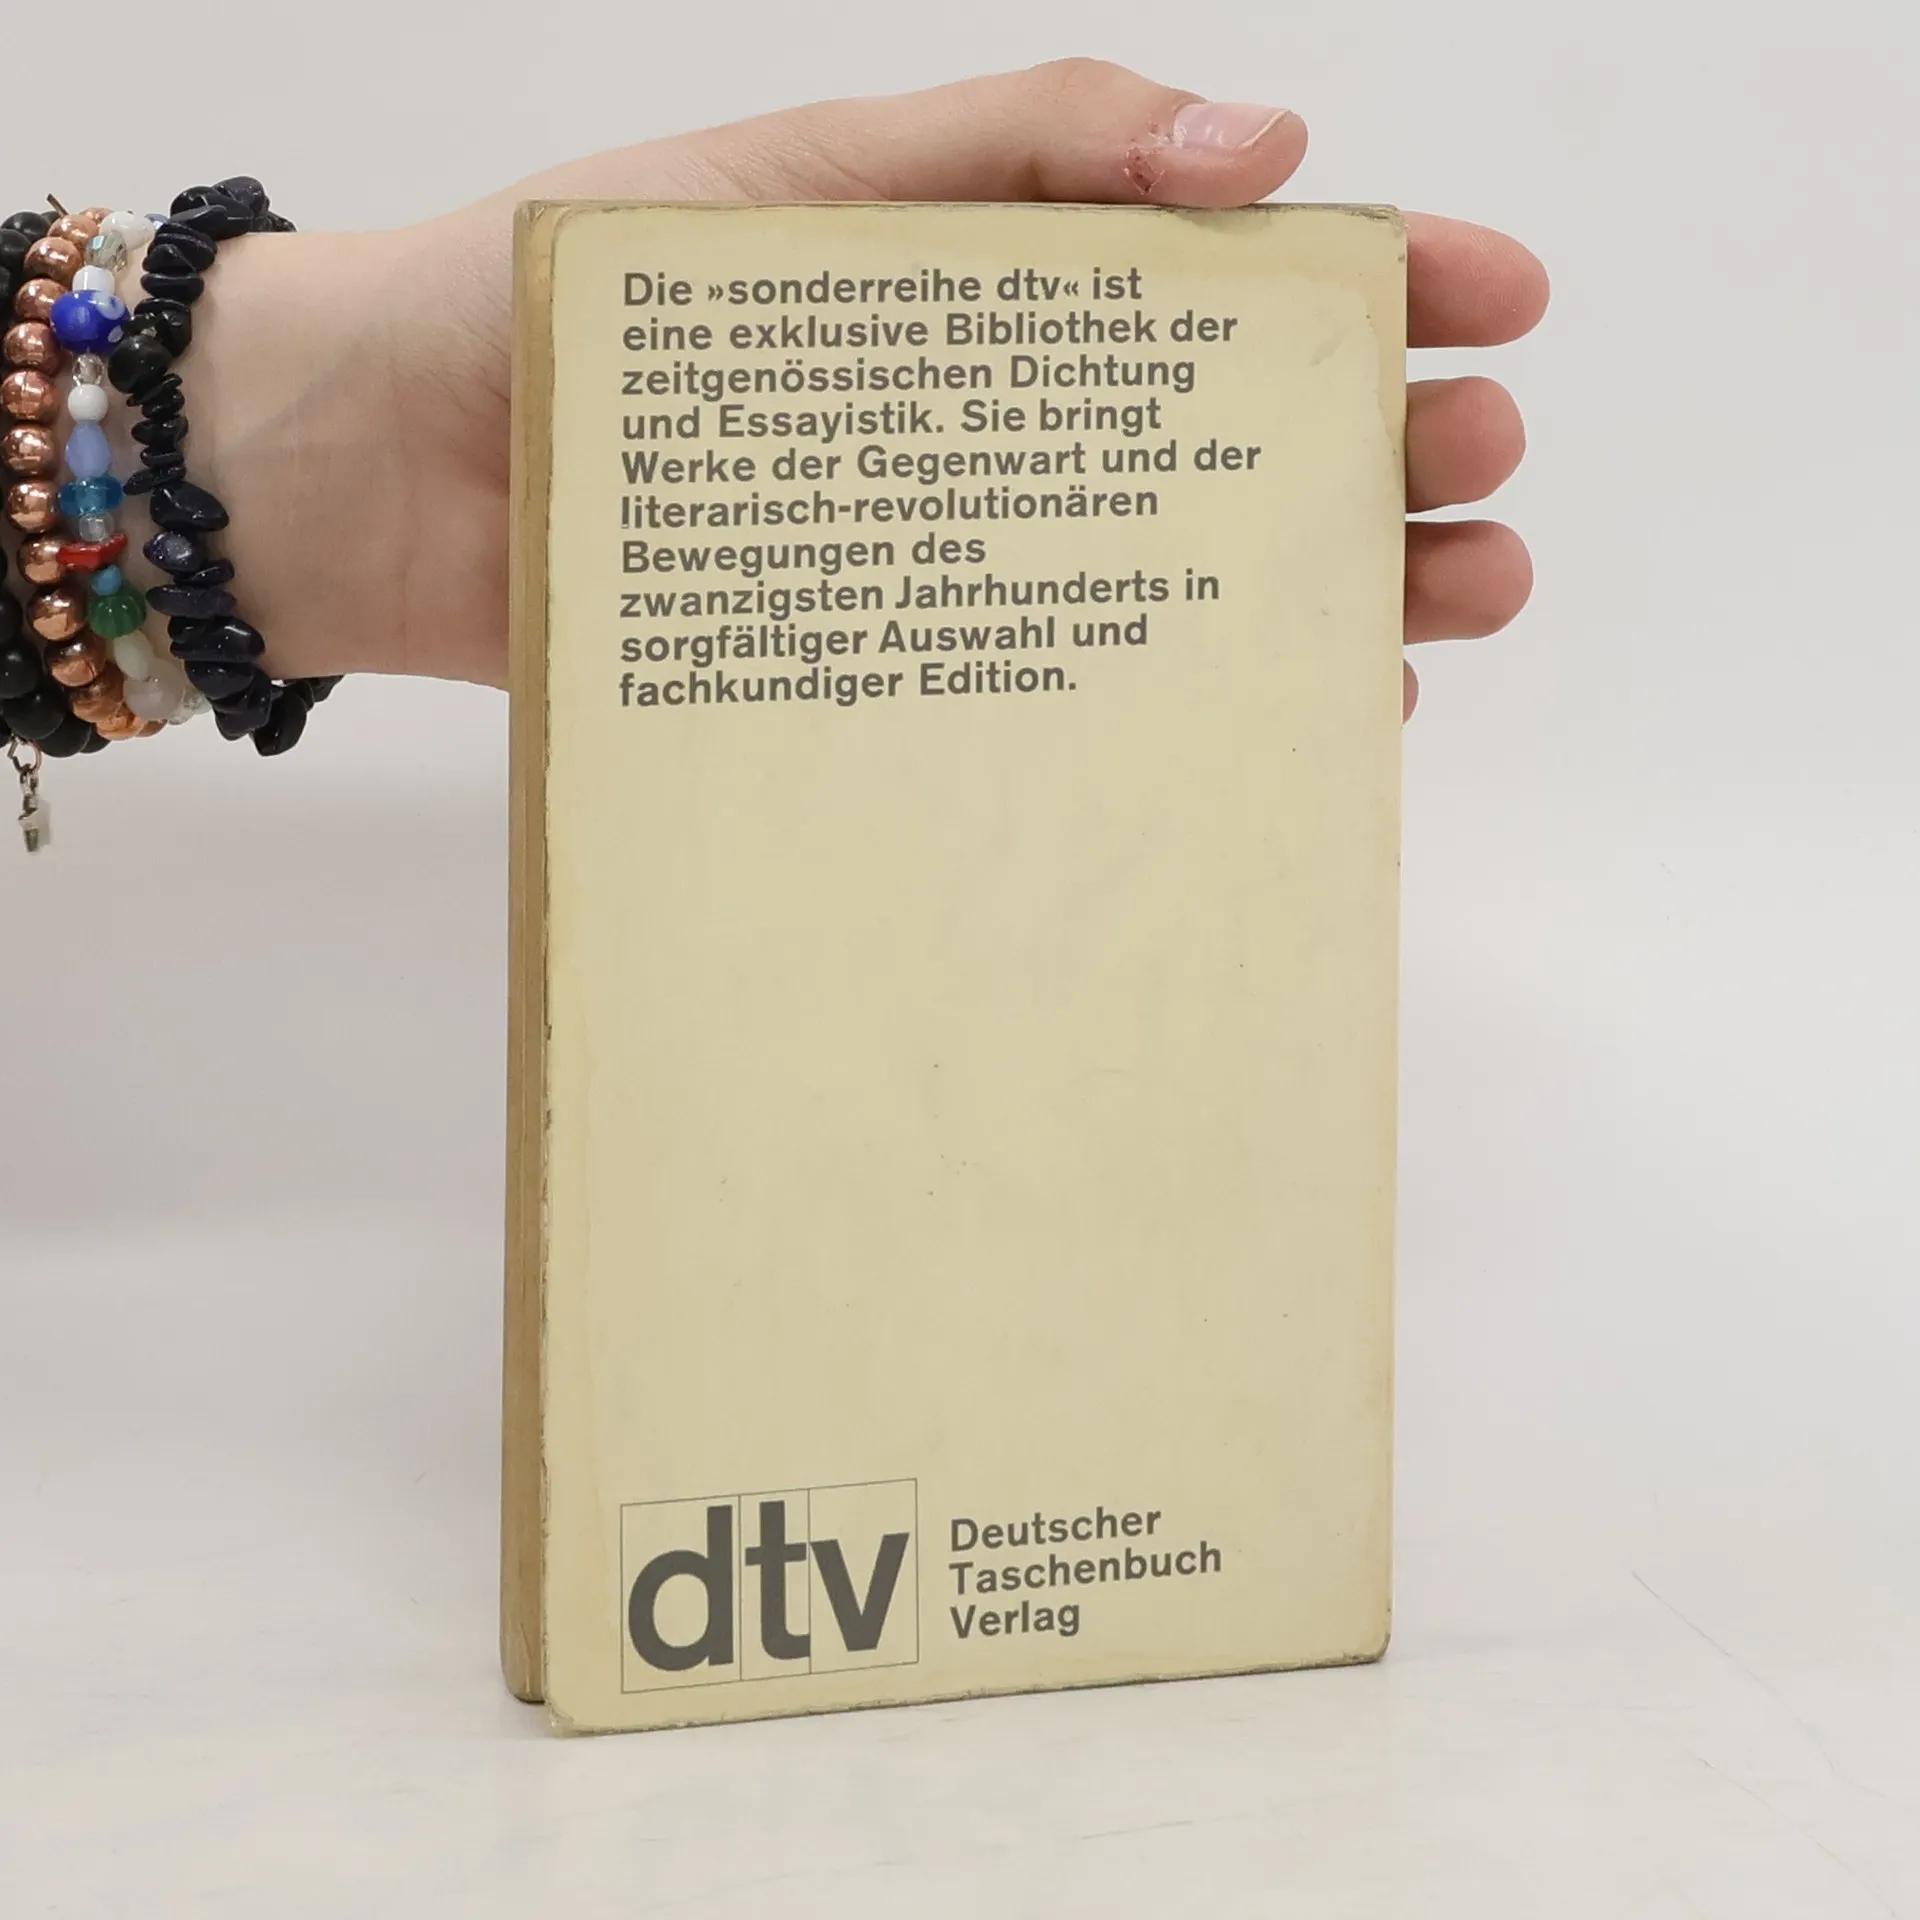 Die »sonderreihe dtv« ist
eine exklusive Bibliothek der
zeitgenössischen Dichtung
und Essayistik. Sie bringt
Werke der Gegenwart und der
literarisch-revolutionären
Bewegungen des
zwanzigsten Jahrhunderts in
sorgfältiger Auswahl und
fachkundiger Edition.
dtv
Deutscher
Taschenbuch
Verlag